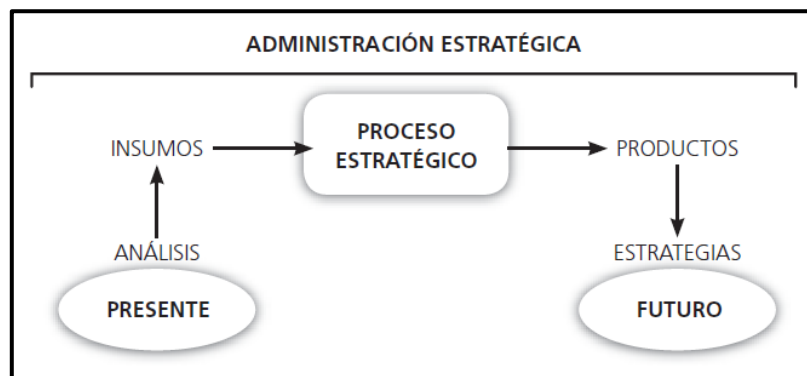 ADMINISTRACIÓN ESTRATÉGICA
INSUMOS
PROCESO
ESTRATÉGICO
PRODUCTOS
ANÁLISIS
PRESENTE
ESTRATEGIAS
FUTURO